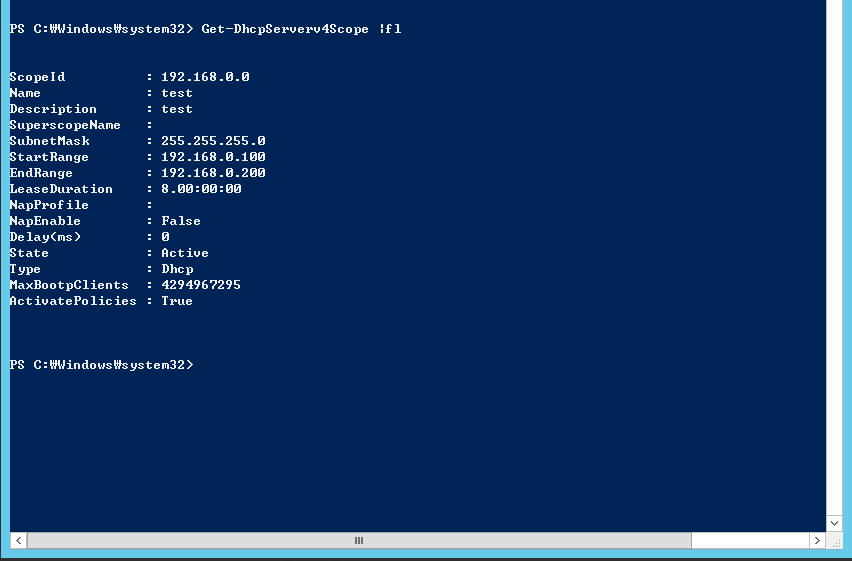 PS C:₩Windows₩system32> Get-DhcpServerv4Scope |fl
ScopeId : 192.168.0.0
Name : test
Description : test
SuperscopeName :
SubnetMask : 255.255.255.0
StartRange : 192.168.0.100
EndRange : 192.168.0.200
LeaseDuration : 8.00:00:00
NapProfile :
NapEnable : False
Delay(ms) : 0
State : Active
Type : Dhcp
MaxBootpClients : 4294967295
ActivatePolicies : True
PS C:₩Windows₩system32>